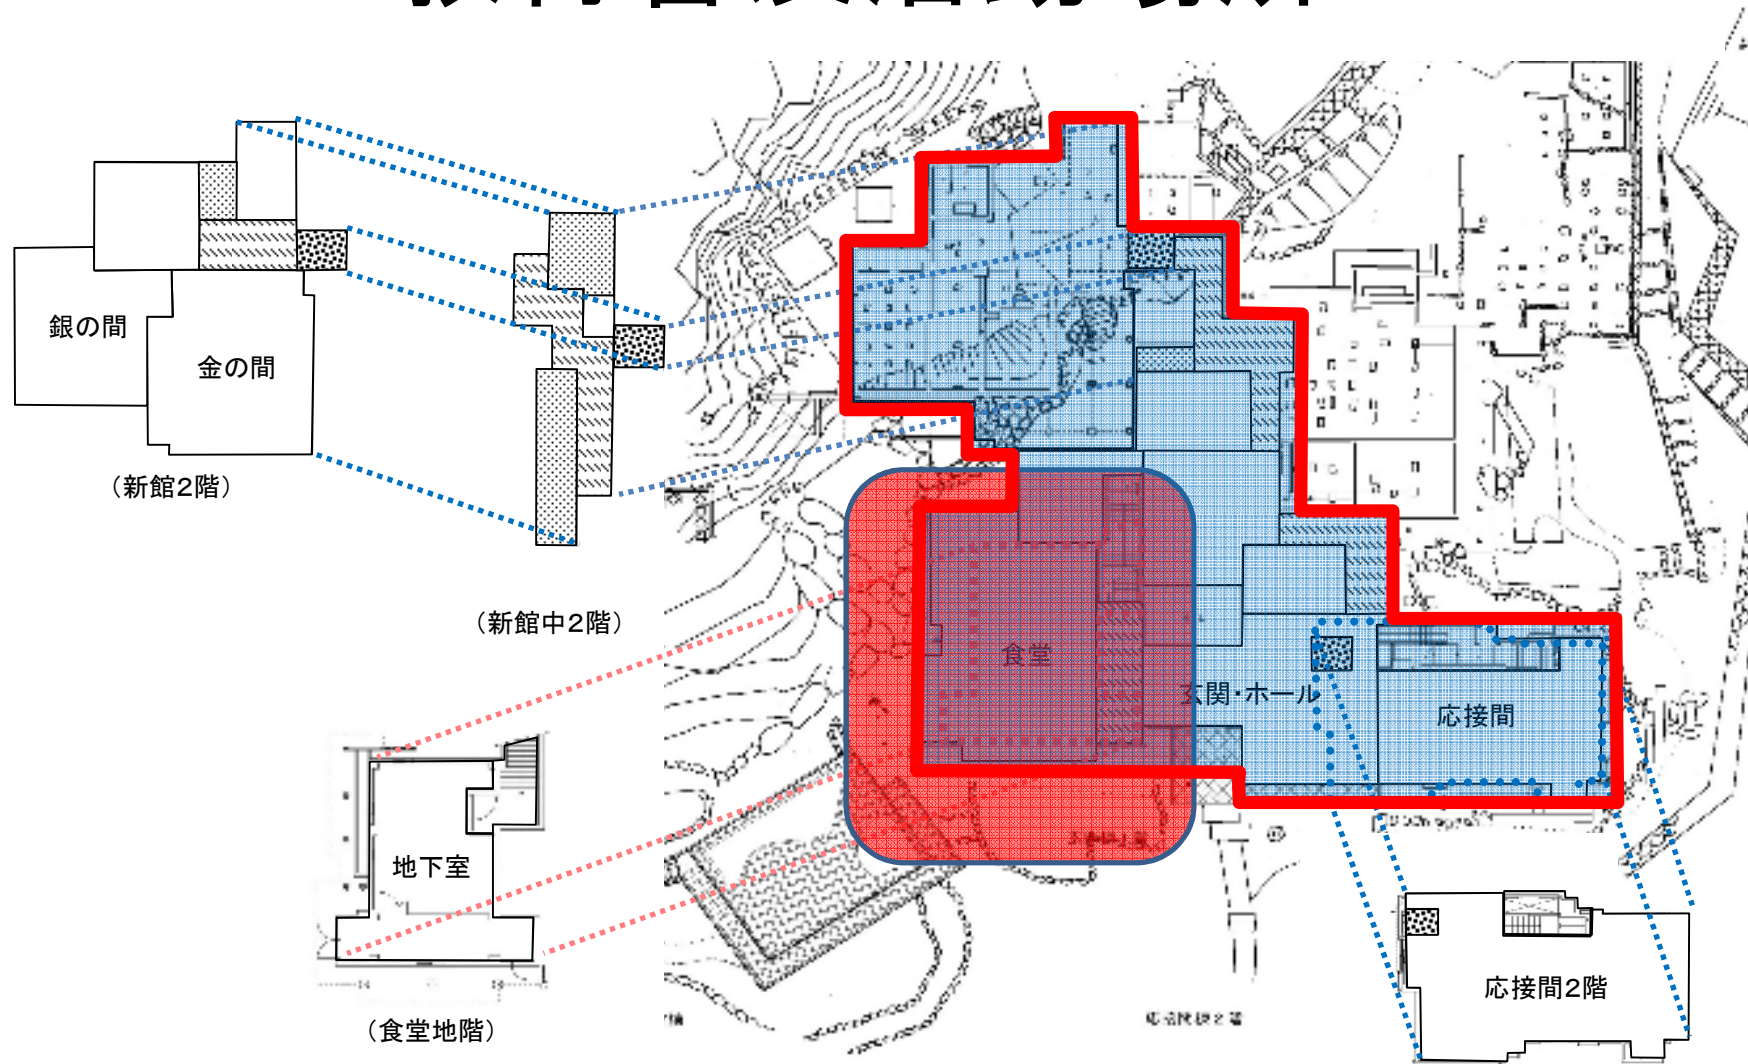 銀の間
金の間
（新館2階）
（新館中2階）
食堂
玄関・ホール
応接間
地下室
（食堂地階）
応接間2階